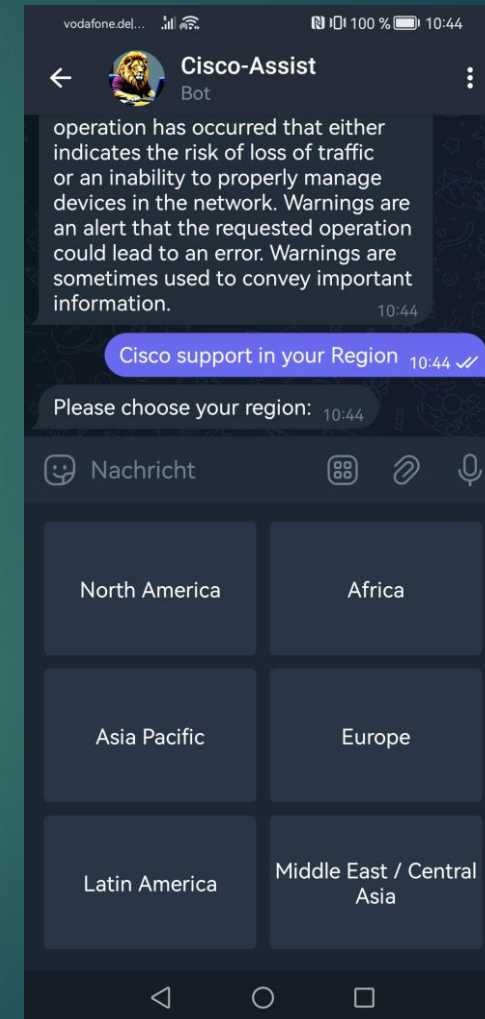 vodafone.de|... 100 % 10:44
Cisco-Assist
Bot
operation has occurred that either
indicates the risk of loss of traffic
or an inability to properly manage
devices in the network. Warnings are
an alert that the requested operation
could lead to an error. Warnings are
sometimes used to convey important
information. 10:44
Cisco support in your Region 10:44
Please choose your region: 10:44
Nachricht
North America
Africa
Asia Pacific
Europe
Latin America
Middle East / Central
Asia